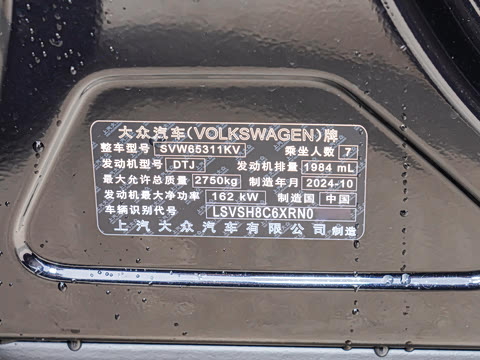 大众汽车(VOLKSWAGEN)牌
整车型号 SVW65311KV 乘坐人数 7
发动机型号 DTJ 发动机排量 1984 mL
最大允许总质量 2750kg 制造年月 2024-10
发动机最大净功率 162 kW 制造国 中国
车辆识别代号 LSVSH8C6XRN0
上汽大众汽车有限公司 制造